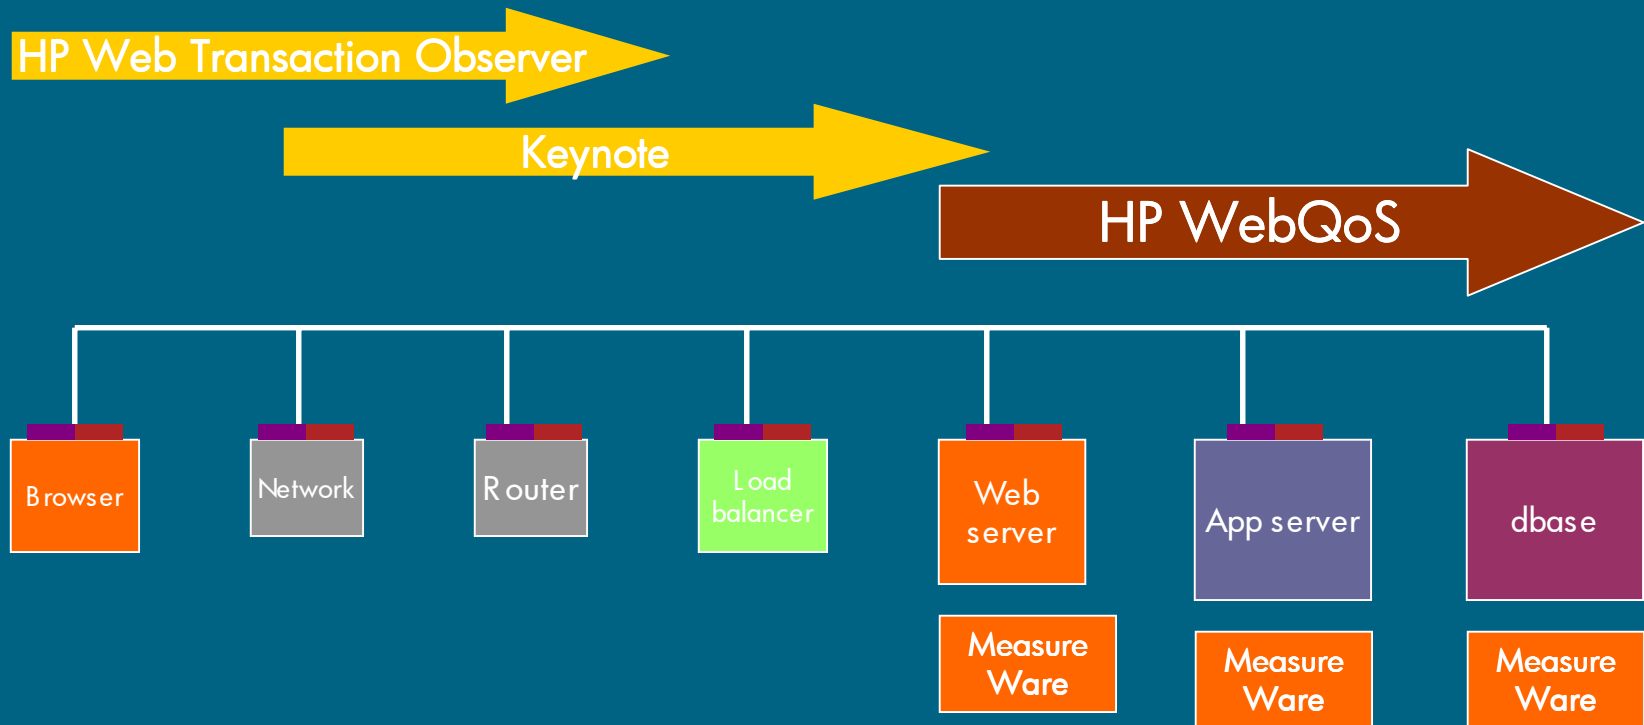 HP Web Transaction Observer
Keynote
HP WebQoS
Browser
Network
Router
Load
balancer
Web
server
App server
dbase
Measure
Ware
Measure
Ware
Measure
Ware